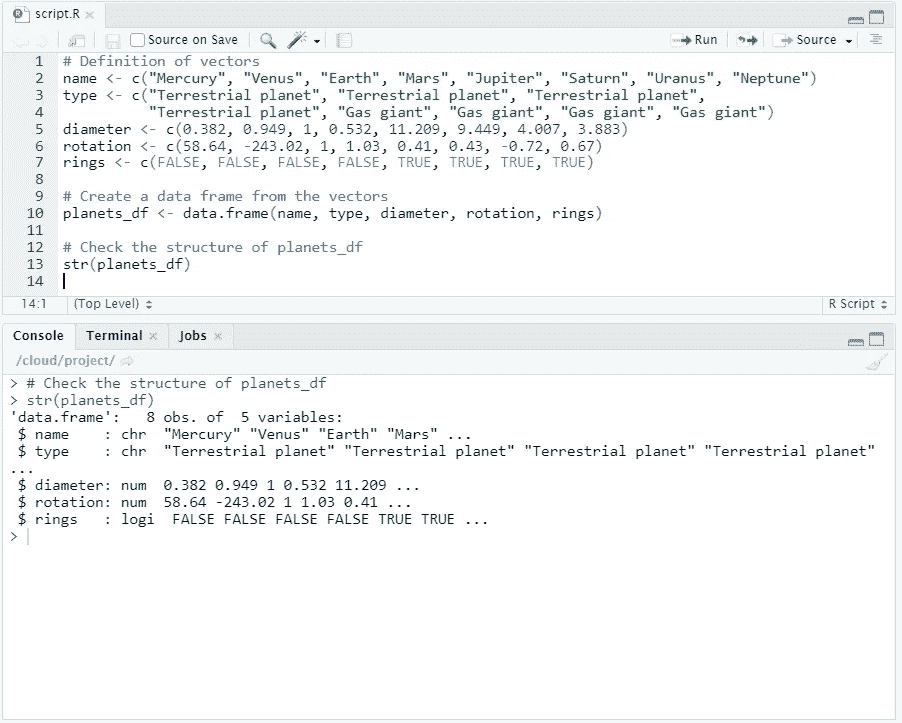 script.R
Source on Save
Run
Source
1 # Definition of vectors
2 name <- c("Mercury", "Venus", "Earth", "Mars", "Jupiter", "Saturn", "Uranus", "Neptune")
3 type <- c("Terrestrial planet", "Terrestrial planet", "Terrestrial planet",
4 "Terrestrial planet", "Gas giant", "Gas giant", "Gas giant", "Gas giant")
5 diameter <- c(0.382, 0.949, 1, 0.532, 11.209, 9.449, 4.007, 3.883)
6 rotation <- c(58.64, -243.02, 1, 1.03, 0.41, 0.43, -0.72, 0.67)
7 rings <- c(FALSE, FALSE, FALSE, FALSE, TRUE, TRUE, TRUE, TRUE)
8
9 # Create a data frame from the vectors
10 planets_df <- data.frame(name, type, diameter, rotation, rings)
11
12 # Check the structure of planets_df
13 str(planets_df)
14
14:1 (Top Level) R Script
Console Terminal Jobs
/cloud/project/
> # Check the structure of planets_df
> str(planets_df)
'data.frame':   8 obs. of  5 variables:
 $ name    : chr  "Mercury" "Venus" "Earth" "Mars" ...
 $ type    : chr  "Terrestrial planet" "Terrestrial planet" "Terrestrial planet" "Terrestrial planet"
...
 $ diameter: num  0.382 0.949 1 0.532 11.209 ...
 $ rotation: num  58.64 -243.02 1 1.03 0.41 ...
 $ rings   : logi  FALSE FALSE FALSE FALSE TRUE TRUE ...
>